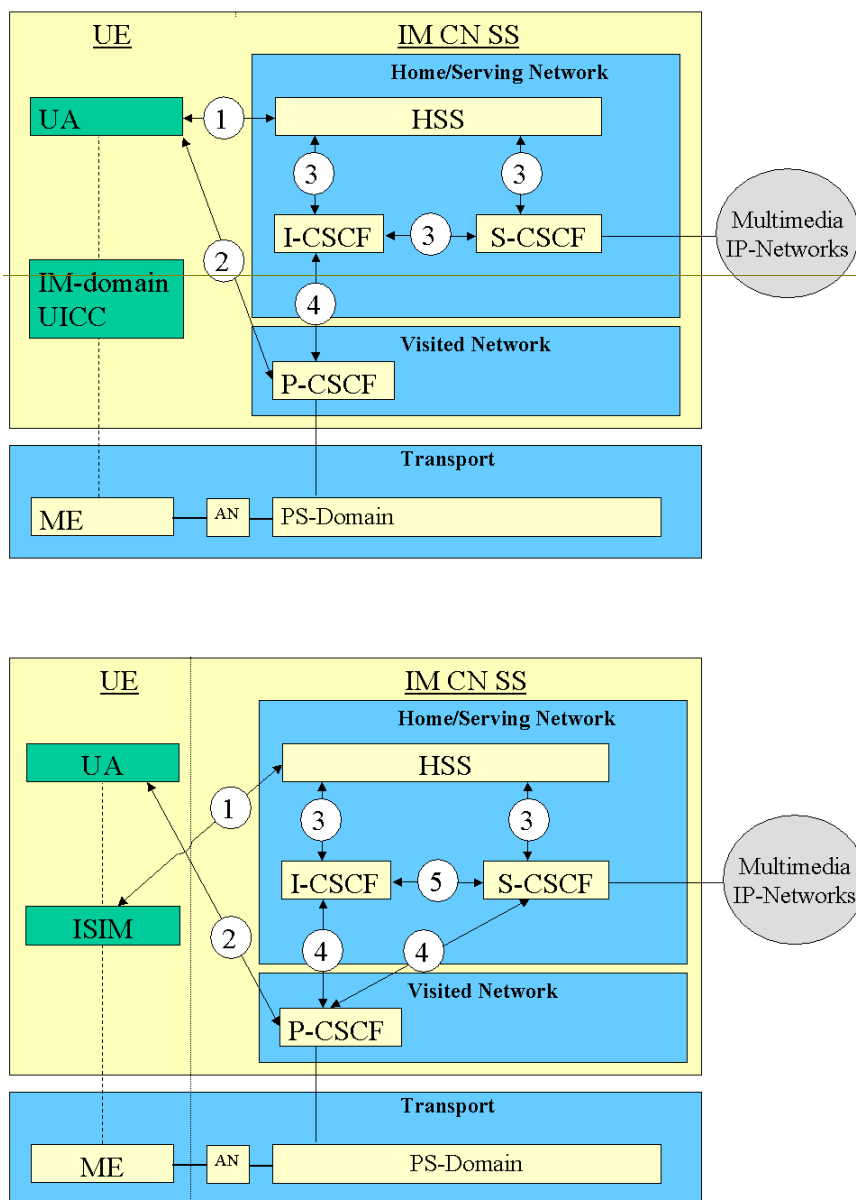 UE
IM CN SS
Home/Serving Network
UA
1
HSS
3
3
I-CSCF
3
S-CSCF
Multimedia
IP-Networks
2
IM-domain
UICC
4
Visited Network
P-CSCF
Transport
ME
AN
PS-Domain
UE
IM CN SS
Home/Serving Network
UA
HSS
1
3
3
I-CSCF
5
S-CSCF
Multimedia
IP-Networks
ISIM
2
4
4
Visited Network
P-CSCF
Transport
ME
AN
PS-Domain